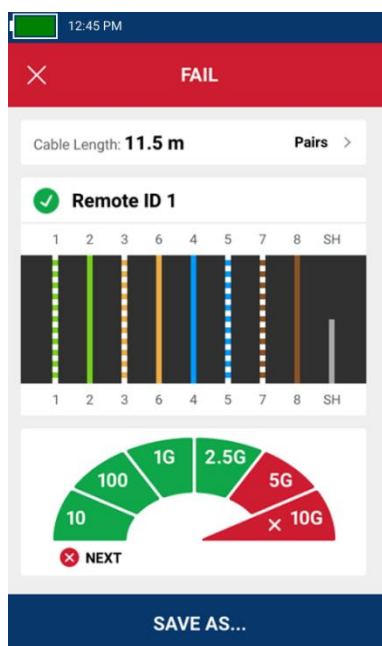 12:45 PM
FAIL
Cable Length: 11.5 m Pairs >
Remote ID 1
1 2 3 6 4 5 7 8 SH
1 2 3 6 4 5 7 8 SH
10 100 1G 2.5G 5G 10G
NEXT
SAVE AS...